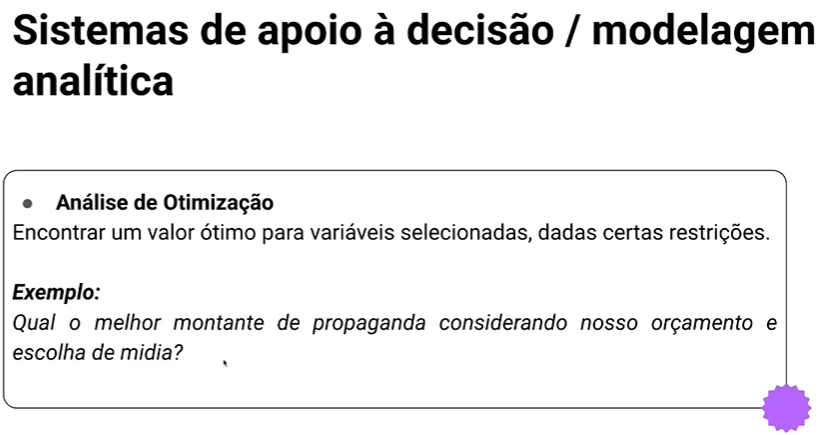 Sistemas de apoio à decisão / modelagem
analítica
● Análise de Otimização
Encontrar um valor ótimo para variáveis selecionadas, dadas certas restrições.
Exemplo:
Qual o melhor montante de propaganda considerando nosso orçamento e
escolha de midia?